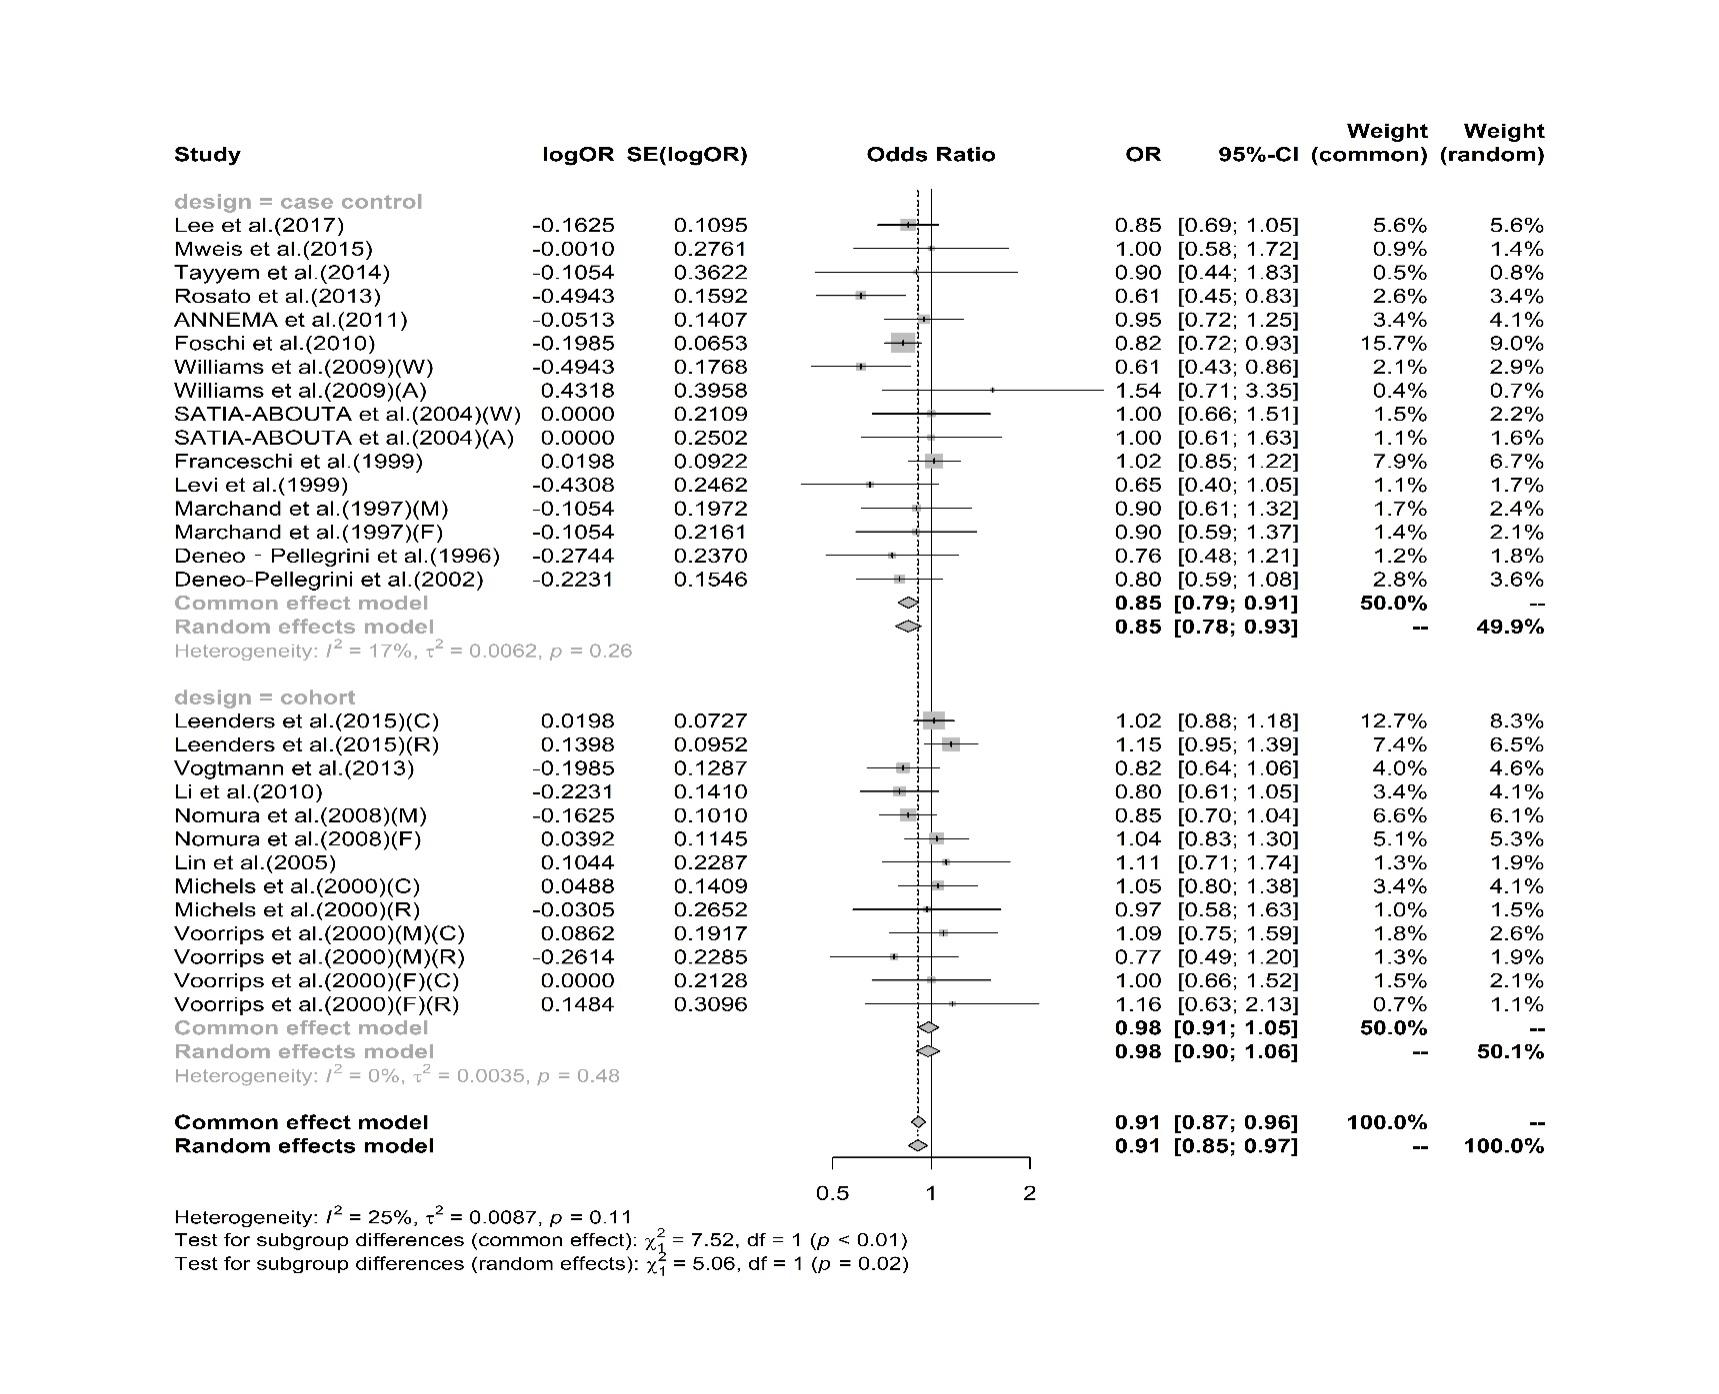 Weight Weight
Study logOR SE(logOR) Odds Ratio OR 95%-CI (common) (random)
design = case control
Lee et al.(2017) -0.1625 0.1095 0.85 [0.69; 1.05] 5.6% 5.6%
Mweis et al.(2015) -0.0010 0.2761 1.00 [0.58; 1.72] 0.9% 1.4%
Tayyem et al.(2014) -0.1054 0.3622 0.90 [0.44; 1.83] 0.5% 0.8%
Rosato et al.(2013) -0.4943 0.1592 0.61 [0.45; 0.83] 2.6% 3.4%
ANNEMA et al.(2011) -0.0513 0.1407 0.95 [0.72; 1.25] 3.4% 4.1%
Foschi et al.(2010) -0.1985 0.0653 0.82 [0.72; 0.93] 15.7% 9.0%
Williams et al.(2009)(W) -0.4943 0.1768 0.61 [0.43; 0.86] 2.1% 2.9%
Williams et al.(2009)(A) 0.4318 0.3958 1.54 [0.71; 3.35] 0.4% 0.7%
SATIA-ABOUTA et al.(2004)(W) 0.0000 0.2109 1.00 [0.66; 1.51] 1.5% 2.2%
SATIA-ABOUTA et al.(2004)(A) 0.0000 0.2502 1.00 [0.61; 1.63] 1.1% 1.6%
Franceschi et al.(1999) 0.0198 0.0922 1.02 [0.85; 1.22] 7.9% 6.7%
Levi et al.(1999) -0.4308 0.2462 0.65 [0.40; 1.05] 1.1% 1.7%
Marchand et al.(1997)(M) -0.1054 0.1972 0.90 [0.61; 1.32] 1.7% 2.4%
Marchand et al.(1997)(F) -0.1054 0.2161 0.90 [0.59; 1.37] 1.4% 2.1%
Deneo - Pellegrini et al.(1996) -0.2744 0.2370 0.76 [0.48; 1.21] 1.2% 1.8%
Deneo-Pellegrini et al.(2002) -0.2231 0.1546 0.80 [0.59; 1.08] 2.8% 3.6%
Common effect model 0.85 [0.79; 0.91] 50.0% --
Random effects model 0.85 [0.78; 0.93] -- 49.9%
Heterogeneity: I² = 17%, τ² = 0.0062, p = 0.26
design = cohort
Leenders et al.(2015)(C) 0.0198 0.0727 1.02 [0.88; 1.18] 12.7% 8.3%
Leenders et al.(2015)(R) 0.1398 0.0952 1.15 [0.95; 1.39] 7.4% 6.5%
Vogtmann et al.(2013) -0.1985 0.1287 0.82 [0.64; 1.06] 4.0% 4.6%
Li et al.(2010) -0.2231 0.1410 0.80 [0.61; 1.05] 3.4% 4.1%
Nomura et al.(2008)(M) -0.1625 0.1010 0.85 [0.70; 1.04] 6.6% 6.1%
Nomura et al.(2008)(F) 0.0392 0.1145 1.04 [0.83; 1.30] 5.1% 5.3%
Lin et al.(2005) 0.1044 0.2287 1.11 [0.71; 1.74] 1.3% 1.9%
Michels et al.(2000)(C) 0.0488 0.1409 1.05 [0.80; 1.38] 3.4% 4.1%
Michels et al.(2000)(R) -0.0305 0.2652 0.97 [0.58; 1.63] 1.0% 1.5%
Voorrips et al.(2000)(M)(C) 0.0862 0.1917 1.09 [0.75; 1.59] 1.8% 2.6%
Voorrips et al.(2000)(M)(R) -0.2614 0.2285 0.77 [0.49; 1.20] 1.3% 1.9%
Voorrips et al.(2000)(F)(C) 0.0000 0.2128 1.00 [0.66; 1.52] 1.5% 2.1%
Voorrips et al.(2000)(F)(R) 0.1484 0.3096 1.16 [0.63; 2.13] 0.7% 1.1%
Common effect model 0.98 [0.91; 1.05] 50.0% --
Random effects model 0.98 [0.90; 1.06] -- 50.1%
Heterogeneity: I² = 0%, τ² = 0.0035, p = 0.48
Common effect model 0.91 [0.87; 0.96] 100.0% --
Random effects model 0.91 [0.85; 0.97] -- 100.0%
0.5 1 2
Heterogeneity: I² = 25%, τ² = 0.0087, p = 0.11
Test for subgroup differences (common effect): χ²₁ = 7.52, df = 1 (p < 0.01)
Test for subgroup differences (random effects): χ²₁ = 5.06, df = 1 (p = 0.02)